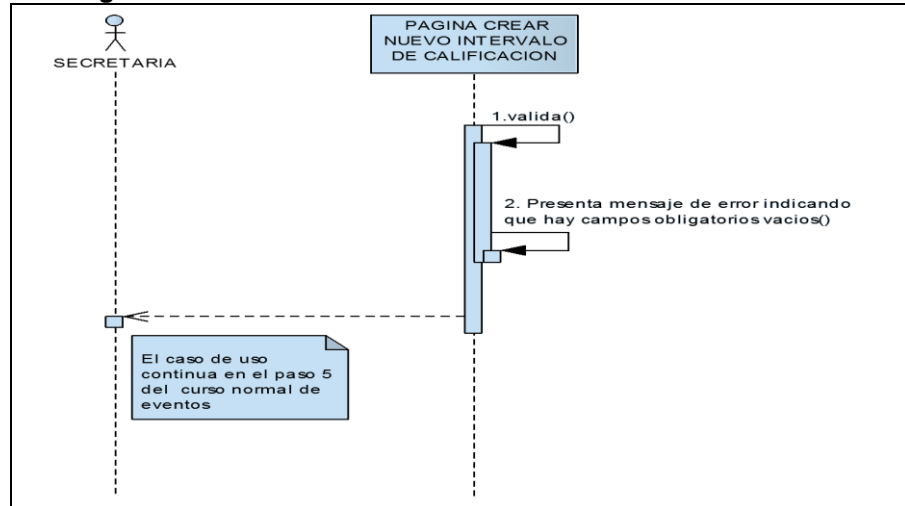 SECRETARIA
PAGINA CREAR
NUEVO INTERVALO
DE CALIFICACION
1.valida()
2. Presenta mensaje de error indicando
que hay campos obligatorios vacios()
El caso de uso
continua en el paso 5
del curso normal de
eventos